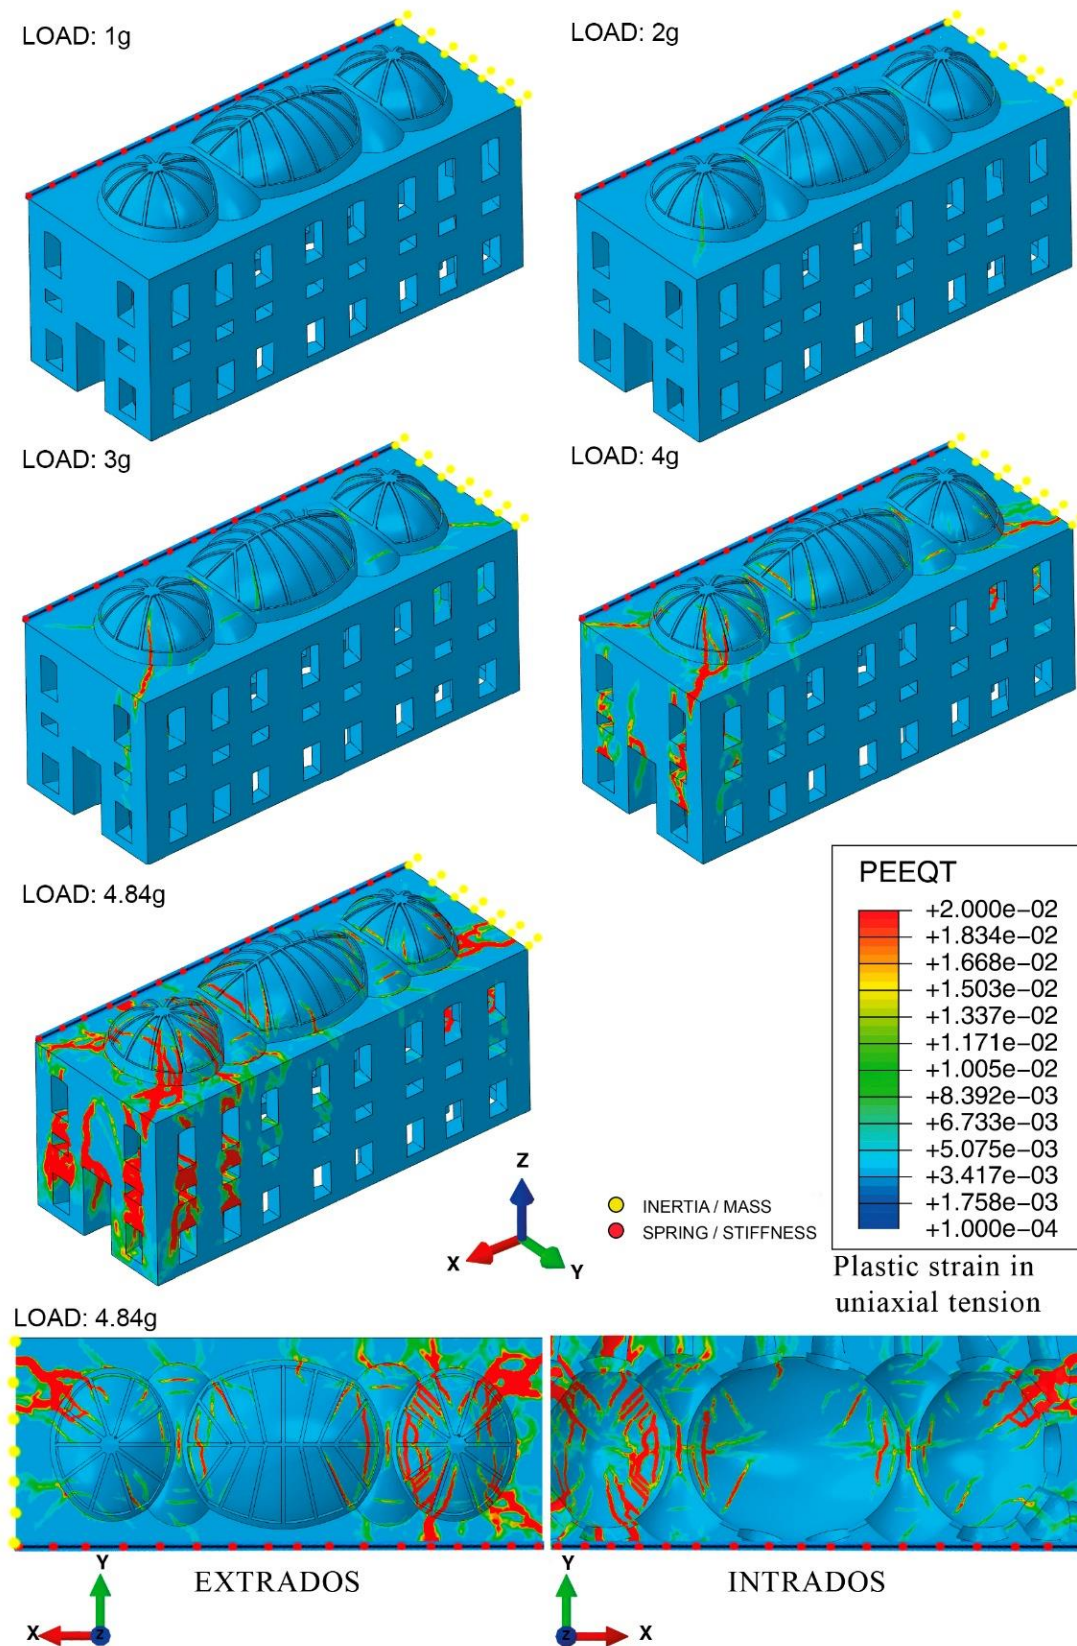 LOAD: 1g
LOAD: 2g
LOAD: 3g
LOAD: 4g
LOAD: 4.84g
PEEQT
+2.000e-02
+1.834e-02
+1.668e-02
+1.503e-02
+1.337e-02
+1.171e-02
+1.005e-02
+8.392e-03
+6.733e-03
+5.075e-03
+3.417e-03
+1.758e-03
+1.000e-04
Plastic strain in
uniaxial tension
Z
X
Y
INERTIA / MASS
SPRING / STIFFNESS
LOAD: 4.84g
Y
X
Z
EXTRADOS
Y
Z
X
INTRADOS